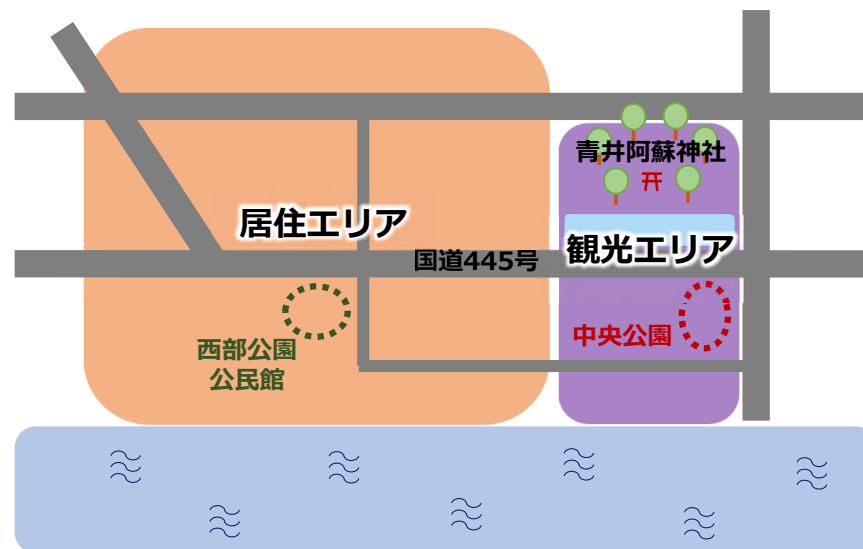 青井阿蘇神社
居住エリア
観光エリア
国道445号
西部公園
公民館
中央公園